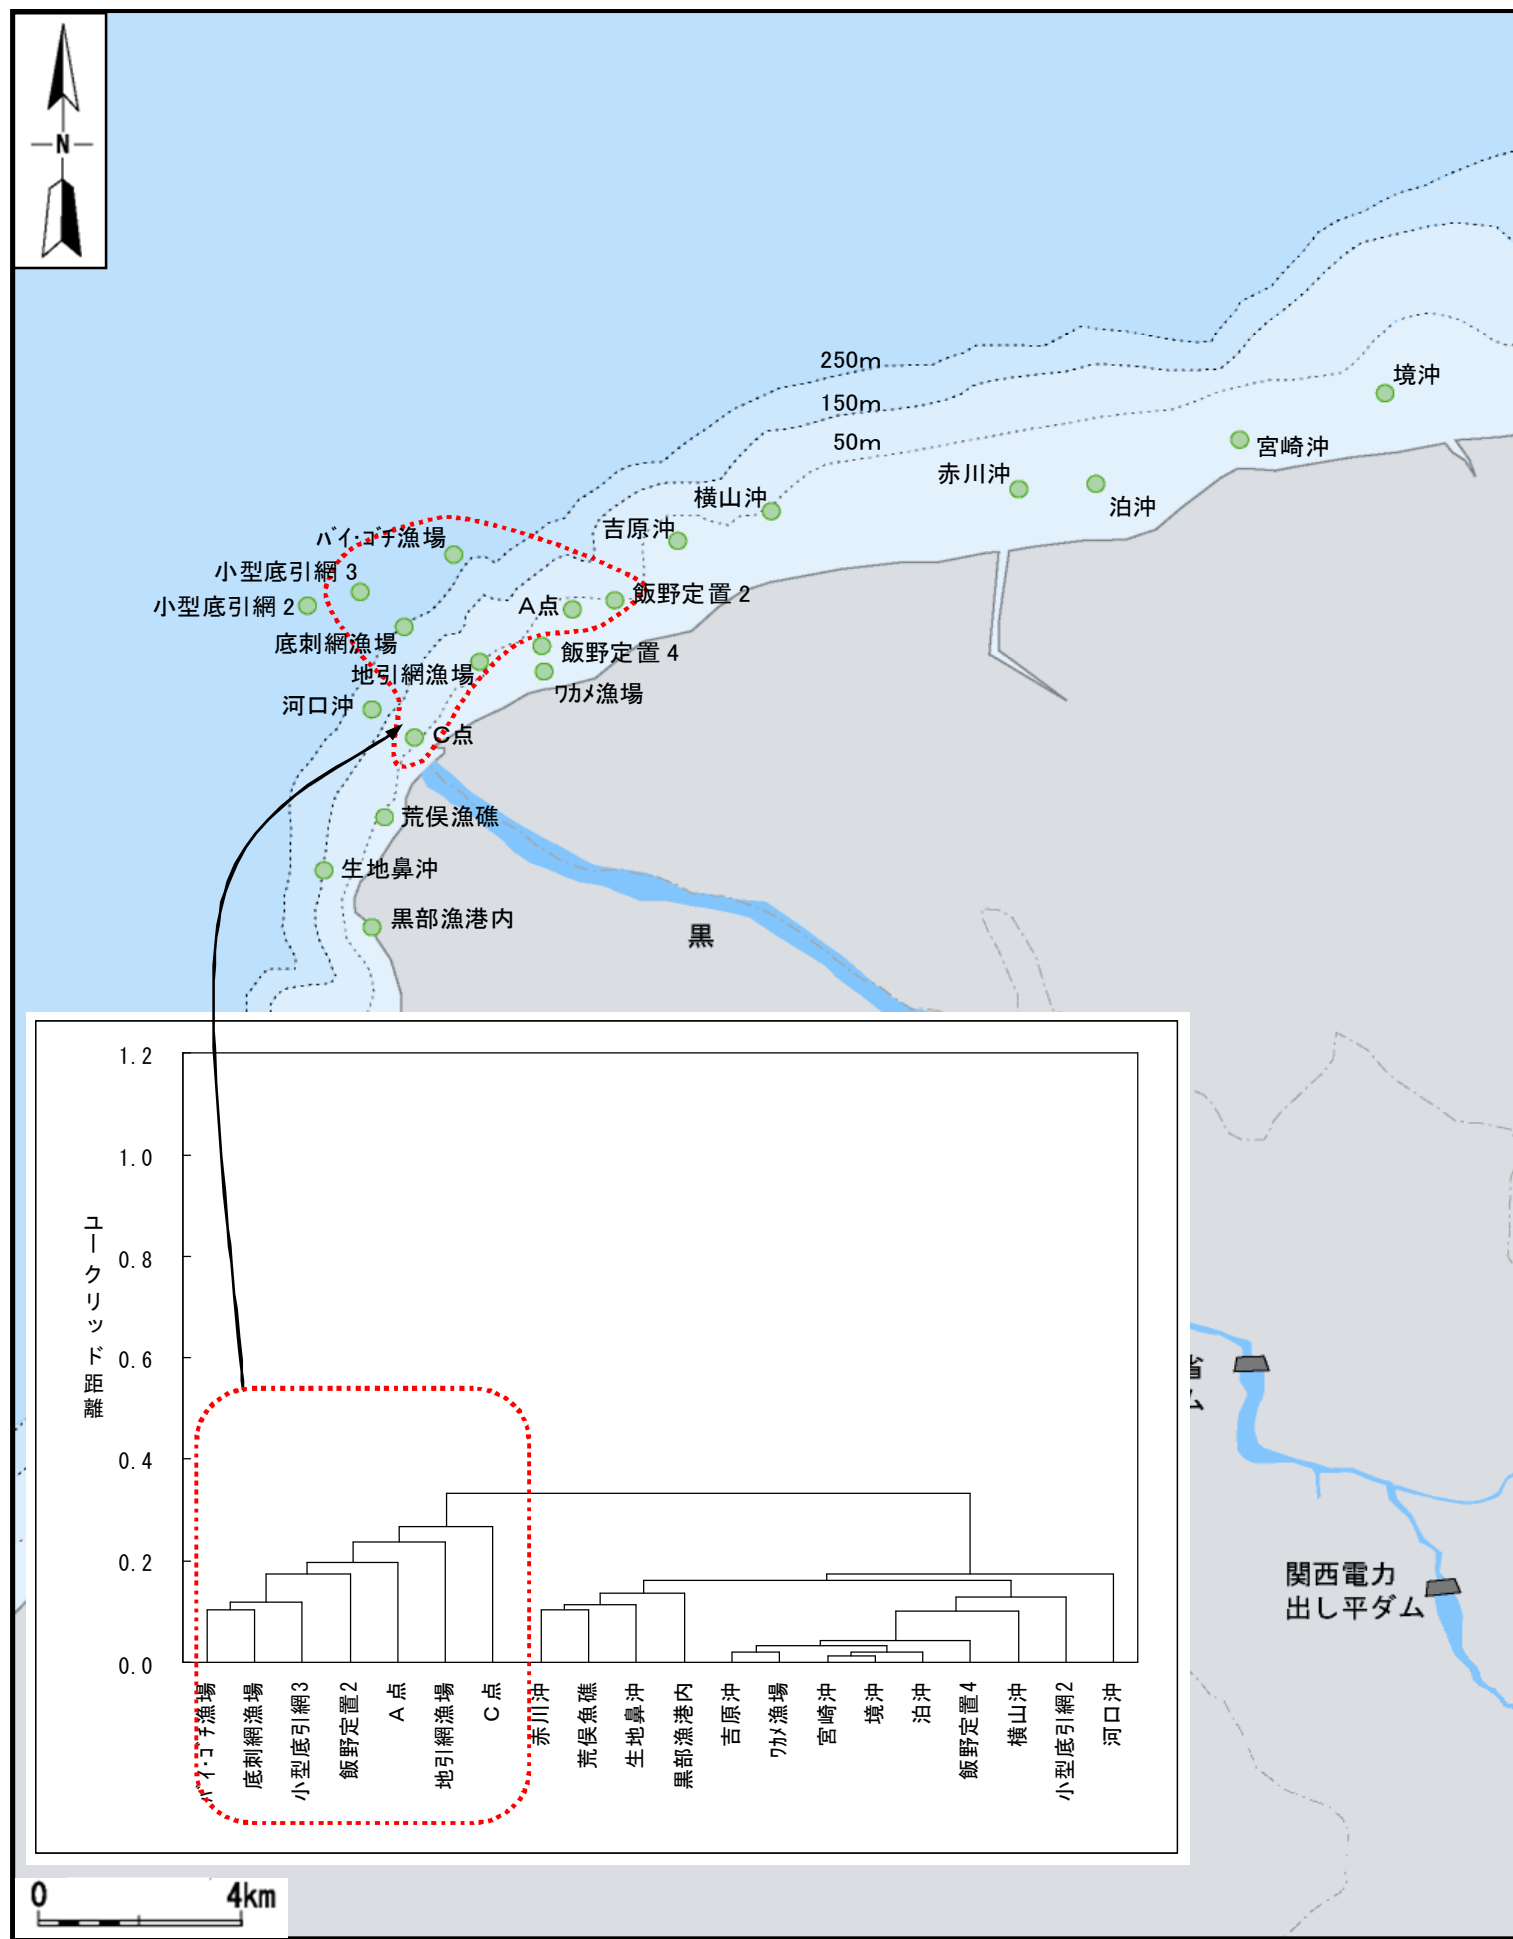 N
250m
150m
50m
境沖
宮崎沖
赤川沖
泊沖
横山沖
吉原沖
バイ・ゴチ漁場
小型底引網3
小型底引網2
A点
飯野定置2
底刺網漁場
飯野定置4
地引網漁場
ワカメ漁場
河口沖
C点
荒俣漁礁
生地鼻沖
黒部漁港内
黒
1.2
1.0
0.8
0.6
0.4
0.2
0.0
ユークリッド距離
バイ・ゴチ漁場
底刺網漁場
小型底引網3
飯野定置2
A点
地引網漁場
C点
赤川沖
荒俣魚礁
生地鼻沖
黒部漁港内
吉原沖
ワカメ漁場
宮崎沖
境沖
泊沖
飯野定置4
横山沖
小型底引網2
河口沖
関西電力
出し平ダム
0 4km